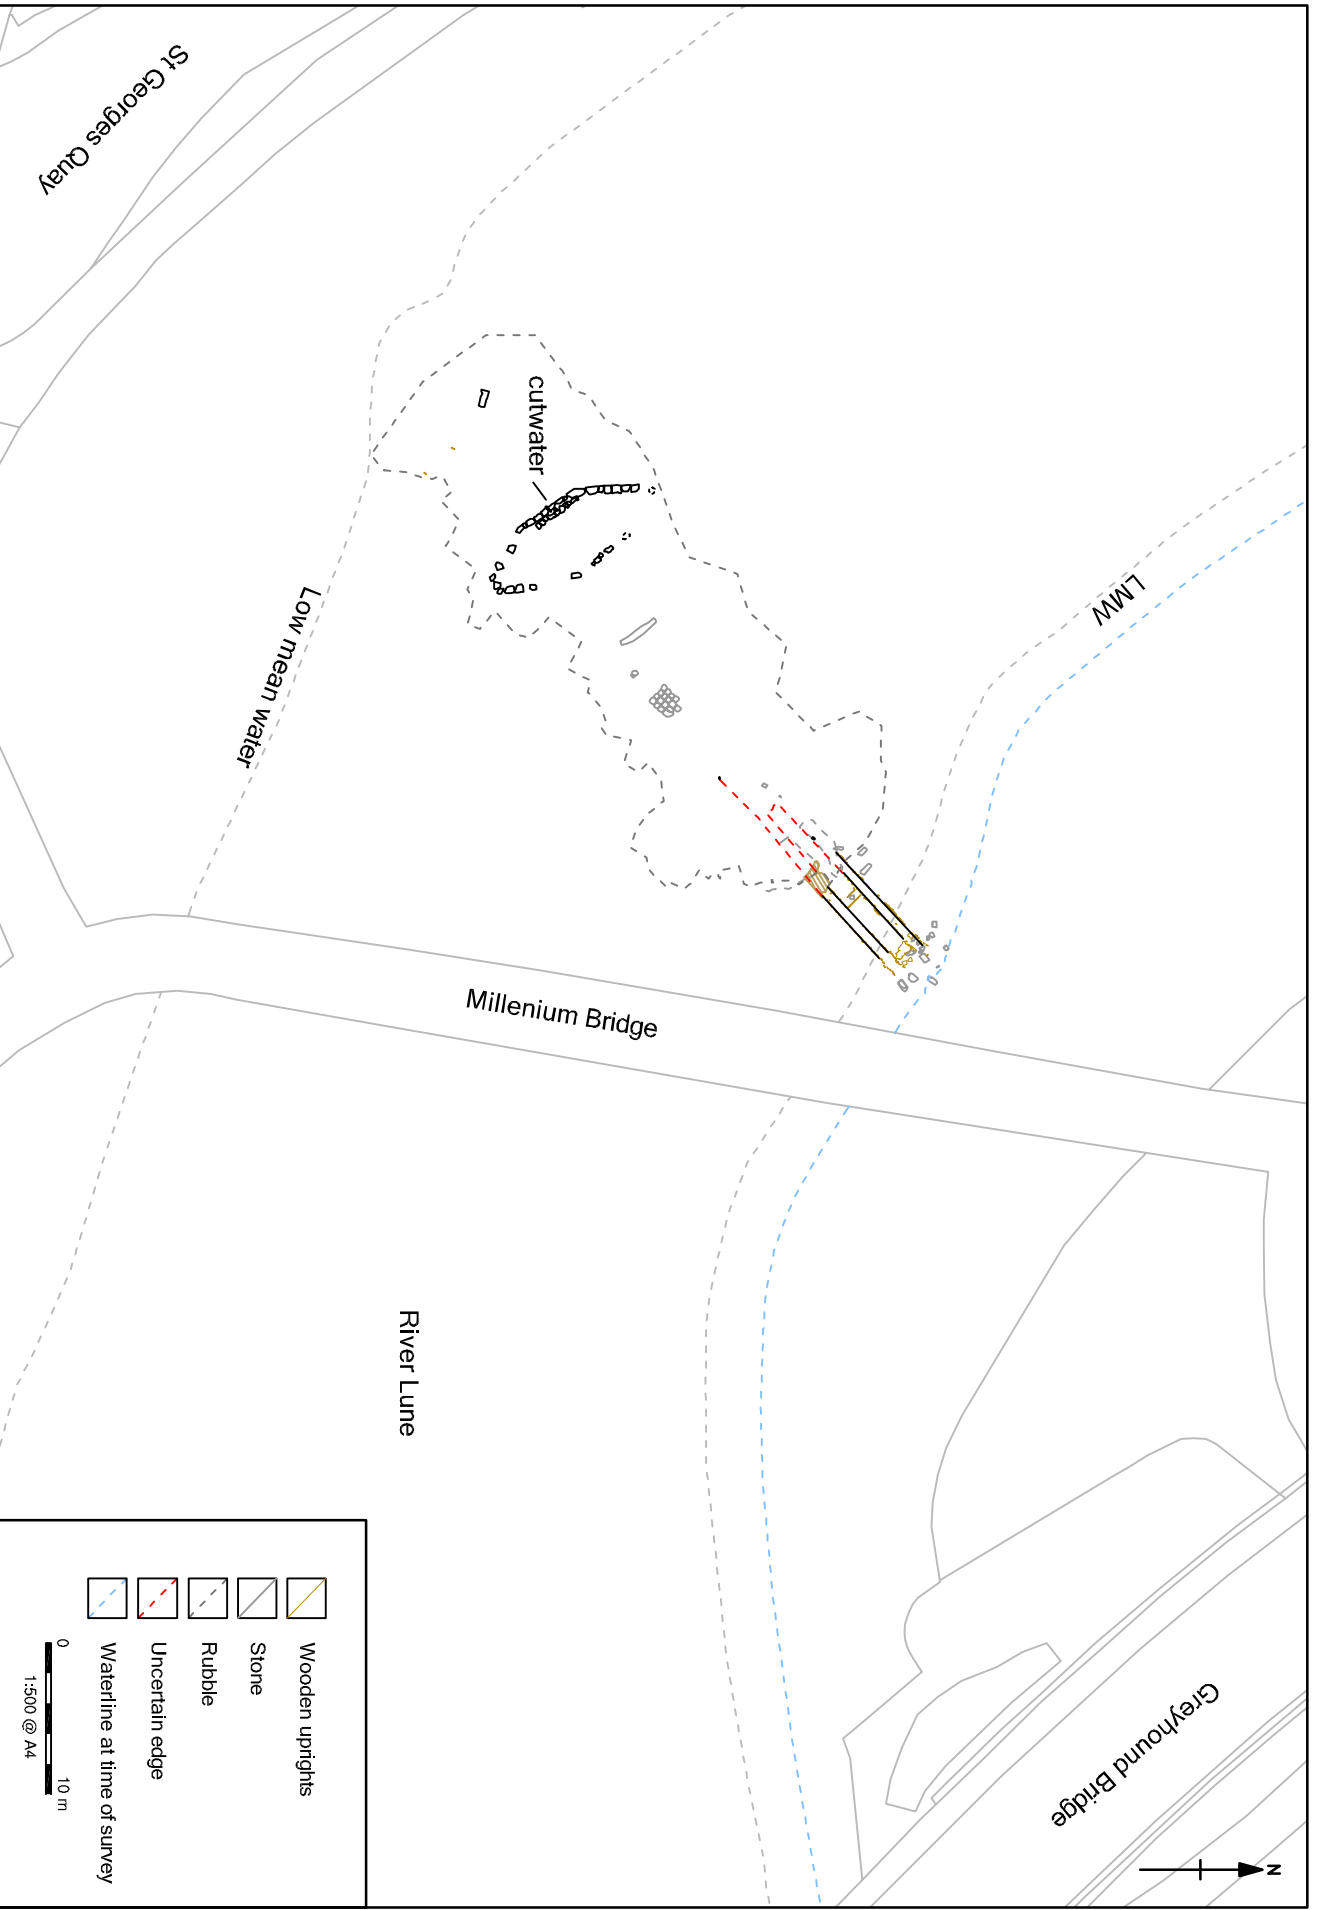 St Georges Quay
cutwater
LMW
Low mean water
Millenium Bridge
River Lune
Greyhound Bridge
N
Wooden uprights
Stone
Rubble
Uncertain edge
Waterline at time of survey
0 10 m
1:500 @ A4